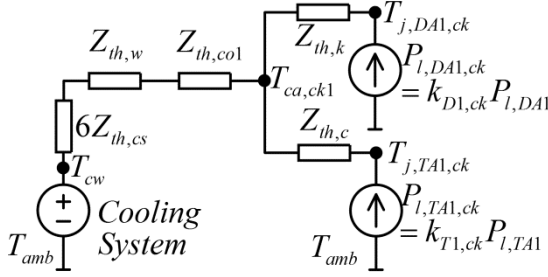 Z_{th,w}
Z_{th,co1}
Z_{th,k}
T_{j,DA1,ck}
P_{l,DA1,ck}
=k_{D1,ck}P_{l,DA1}
T_{ca,ck1}
6Z_{th,cs}
T_{cw}
Z_{th,c}
T_{j,TA1,ck}
P_{l,TA1,ck}
=k_{T1,ck}P_{l,TA1}
+
−
Cooling
System
T_{amb}
T_{amb}